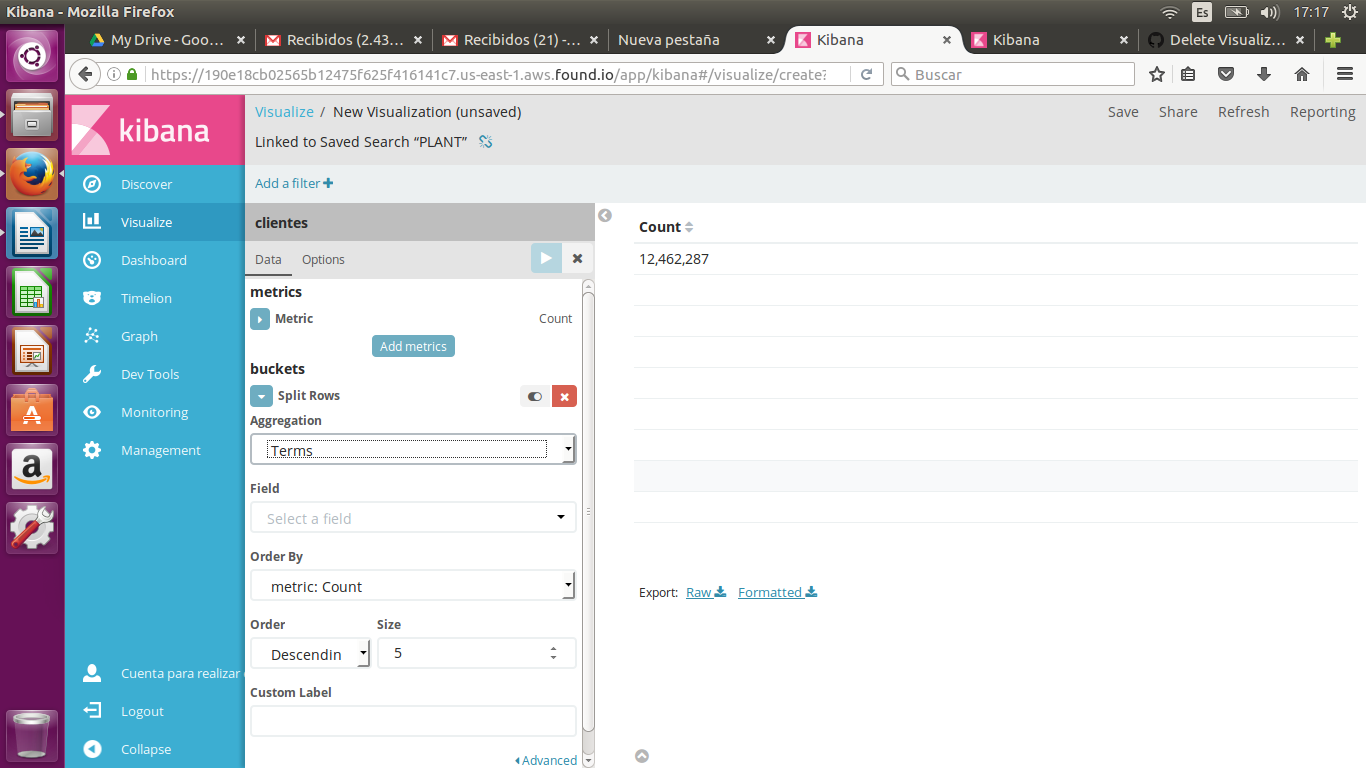 Kibana - Mozilla Firefox
Es
17:17
My Drive - Goo...
Recibidos (2.43...
Recibidos (21) -...
Nueva pestaña
Kibana
Kibana
Delete Visualiz...
https://190e18cb02565b12475f625f416141c7.us-east-1.aws.found.io/app/kibana#/visualize/create?
Buscar
kibana
Visualize / New Visualization (unsaved)
Save
Share
Refresh
Reporting
Linked to Saved Search “PLANT”
Add a filter
Discover
Visualize
Dashboard
Timelion
Graph
Dev Tools
Monitoring
Management
Cuenta para realizar
Logout
Collapse
clientes
Data
Options
metrics
Metric
Count
Add metrics
buckets
Split Rows
Aggregation
Terms
Field
Select a field
Order By
metric: Count
Order
Size
Descendin
5
Custom Label
Advanced
Count
12,462,287
Export: Raw Formatted